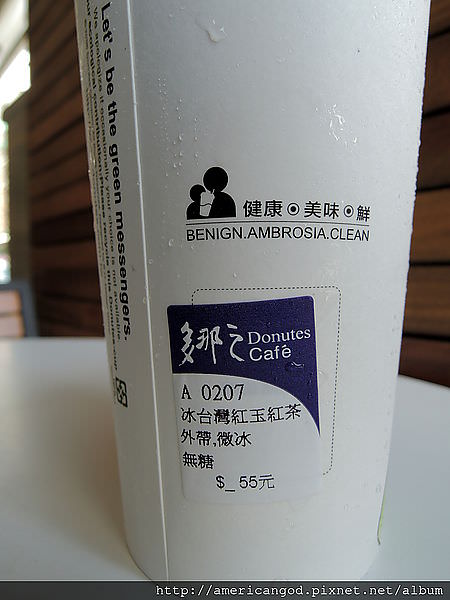 Let's be the green messengers.
健康⊙美味⊙鮮
BENIGN.AMBROSIA.CLEAN
多那之 Donutes
Café
A 0207
冰台灣紅玉紅茶
外帶,微冰
無糖
$_ 55元
http://americangod.pixnet.net/album